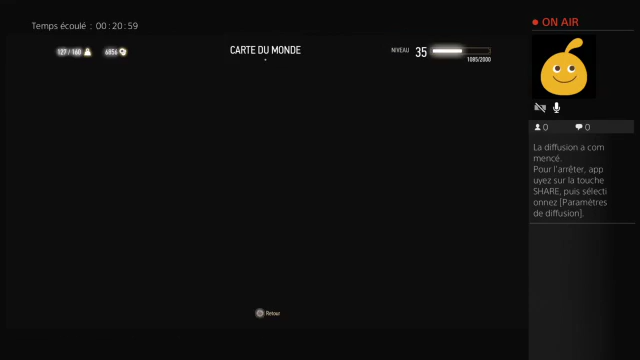 Temps écoulé : 00:20:59
ON AIR
127 / 160
6856
CARTE DU MONDE
NIVEAU 35
1085/2000
0 0
La diffusion a com
mencé.
Pour l'arrêter, app
uyez sur la touche
SHARE, puis sélecti
onnez [Paramètres
de diffusion].
Retour